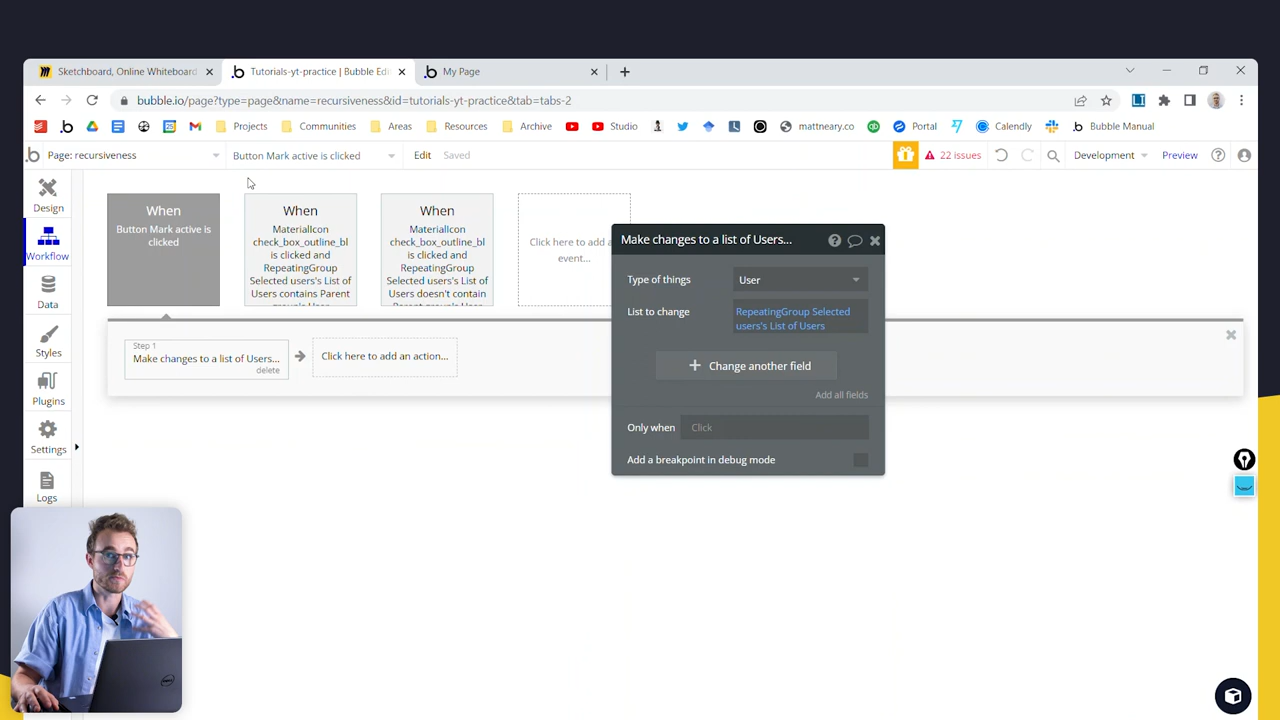 Sketchboard, Online Whiteboard
Tutorials-yt-practice | Bubble Edi
My Page
bubble.io/page?type=page&name=recursiveness&id=tutorials-yt-practice&tab=tabs-2
Projects
Communities
Areas
Resources
Archive
Studio
mattneary.co
Portal
Calendly
Bubble Manual
Page: recursiveness
Button Mark active is clicked
Edit
Saved
22 issues
Development
Preview
Design
Workflow
Data
Styles
Plugins
Settings
Logs
When
Button Mark active is
clicked
When
MaterialIcon
check_box_outline_bl
is clicked and
RepeatingGroup
Selected users's List of
Users contains Parent
group's User
When
MaterialIcon
check_box_outline_bl
is clicked and
RepeatingGroup
Selected users's List of
Users doesn't contain
Parent group's User
Click here to add a
event...
Step 1
Make changes to a list of Users...
delete
Click here to add an action...
Make changes to a list of Users...
Type of things
User
List to change
RepeatingGroup Selected
users's List of Users
Change another field
Add all fields
Only when
Click
Add a breakpoint in debug mode
DELL